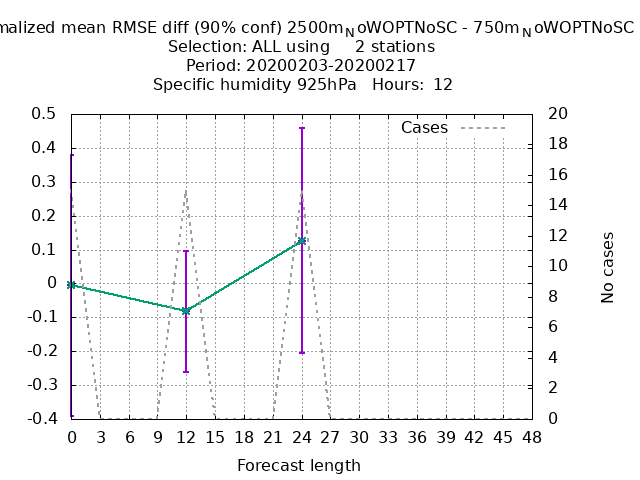 malized mean RMSE diff (90% conf) 2500mNoWOPTNoSC - 750mNoWOPTNoSC
Selection: ALL using 2 stations
Period: 20200203-20200217
Specific humidity 925hPa Hours: 12
Cases
0.5
0.4
0.3
0.2
0.1
0
-0.1
-0.2
-0.3
-0.4
20
18
16
14
12
10
8
6
4
2
0
No cases
0 3 6 9 12 15 18 21 24 27 30 33 36 39 42 45 48
Forecast length